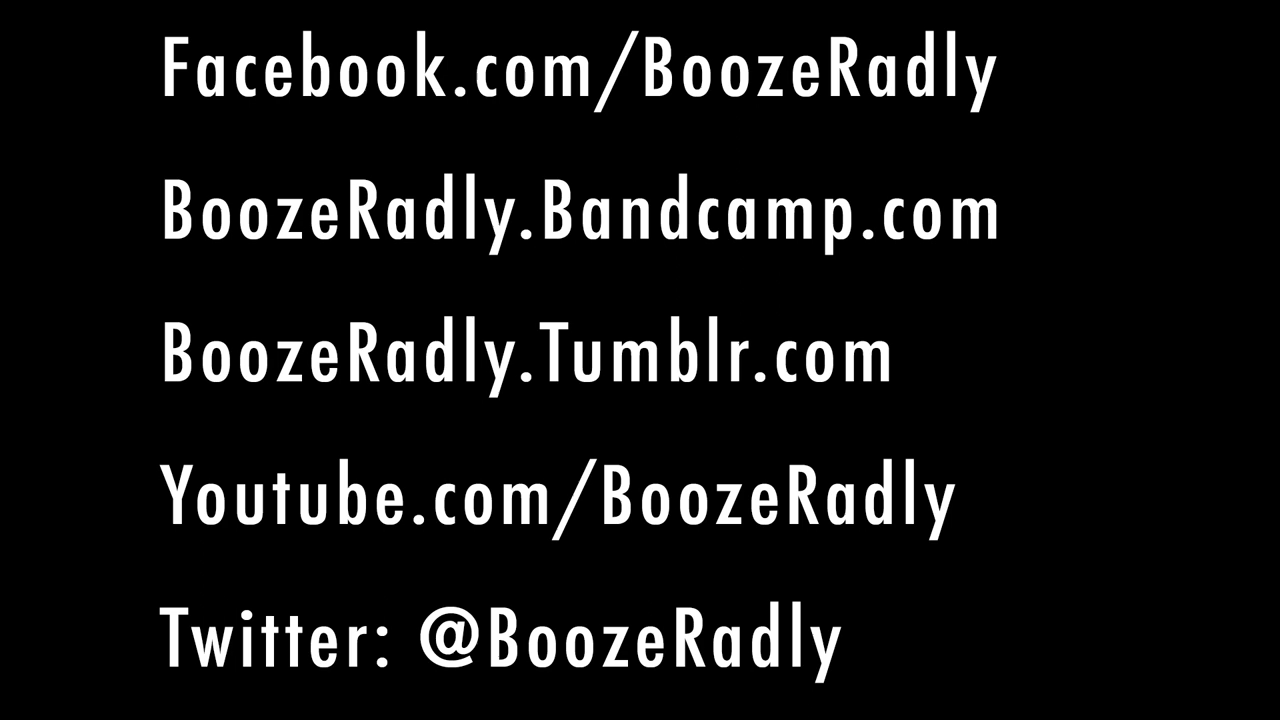 Facebook.com/BoozeRadly
BoozeRadly.Bandcamp.com
BoozeRadly.Tumblr.com
Youtube.com/BoozeRadly
Twitter: @BoozeRadly